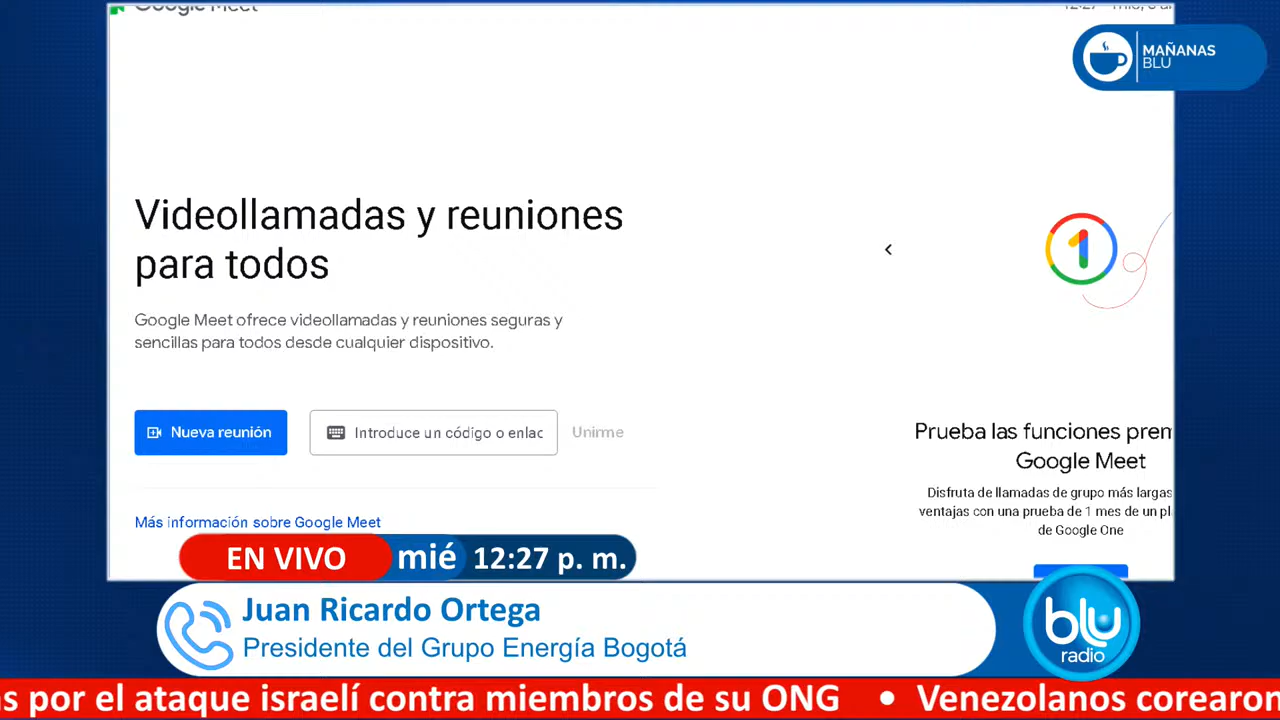 Google Meet
MAÑANAS
BLU
Videollamadas y reuniones
para todos
Google Meet ofrece videollamadas y reuniones seguras y
sencillas para todos desde cualquier dispositivo.
Nueva reunión
Introduce un código o enlac
Unirme
Más información sobre Google Meet
1
Prueba las funciones prem
Google Meet
Disfruta de llamadas de grupo más largas
ventajas con una prueba de 1 mes de un pl
de Google One
EN VIVO mié 12:27 p. m.
Juan Ricardo Ortega
Presidente del Grupo Energía Bogotá
blu
radio
as por el ataque israelí contra miembros de su ONG • Venezolanos corearon